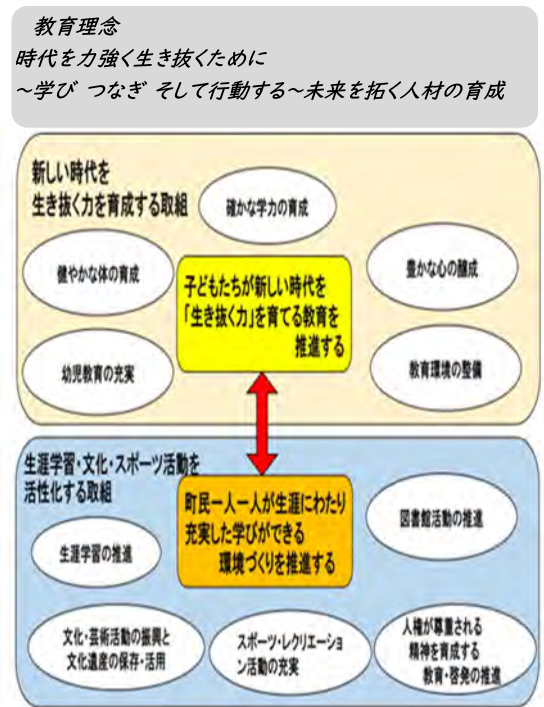 教育理念
時代を力強く生き抜くために
～学び つなぎ そして行動する～未来を拓く人材の育成
新しい時代を
生き抜く力を育成する取組
確かな学力の育成
健やかな体の育成
豊かな心の醸成
子どもたちが新しい時代を
「生き抜く力」を育てる教育を
推進する
幼児教育の充実
教育環境の整備
生涯学習・文化・スポーツ活動を
活性化する取組
町民一人一人が生涯にわたり
充実した学びができる
環境づくりを推進する
図書館活動の推進
生涯学習の推進
文化・芸術活動の振興と
文化遺産の保存・活用
スポーツ・レクリエーショ
ン活動の充実
人権が尊重される
精神を育成する
教育・啓発の推進